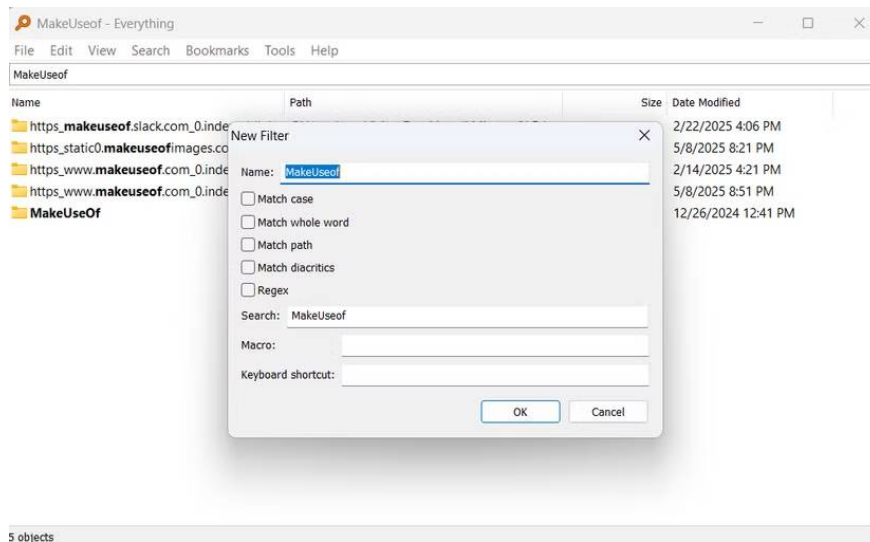 MakeUseof - Everything
File Edit View Search Bookmarks Tools Help
MakeUseof
Name Path Size Date Modified
https_makeuseof.slack.com_0.inde 2/22/2025 4:06 PM
https_static0.makeuseofimages.co 5/8/2025 8:21 PM
https_www.makeuseof.com_0.inde 2/14/2025 4:21 PM
https_www.makeuseof.com_0.inde 5/8/2025 8:51 PM
MakeUseOf 12/26/2024 12:41 PM
New Filter
Name: MakeUseof
Match case
Match whole word
Match path
Match diacritics
Regex
Search: MakeUseof
Macro:
Keyboard shortcut:
OK Cancel
5 objects